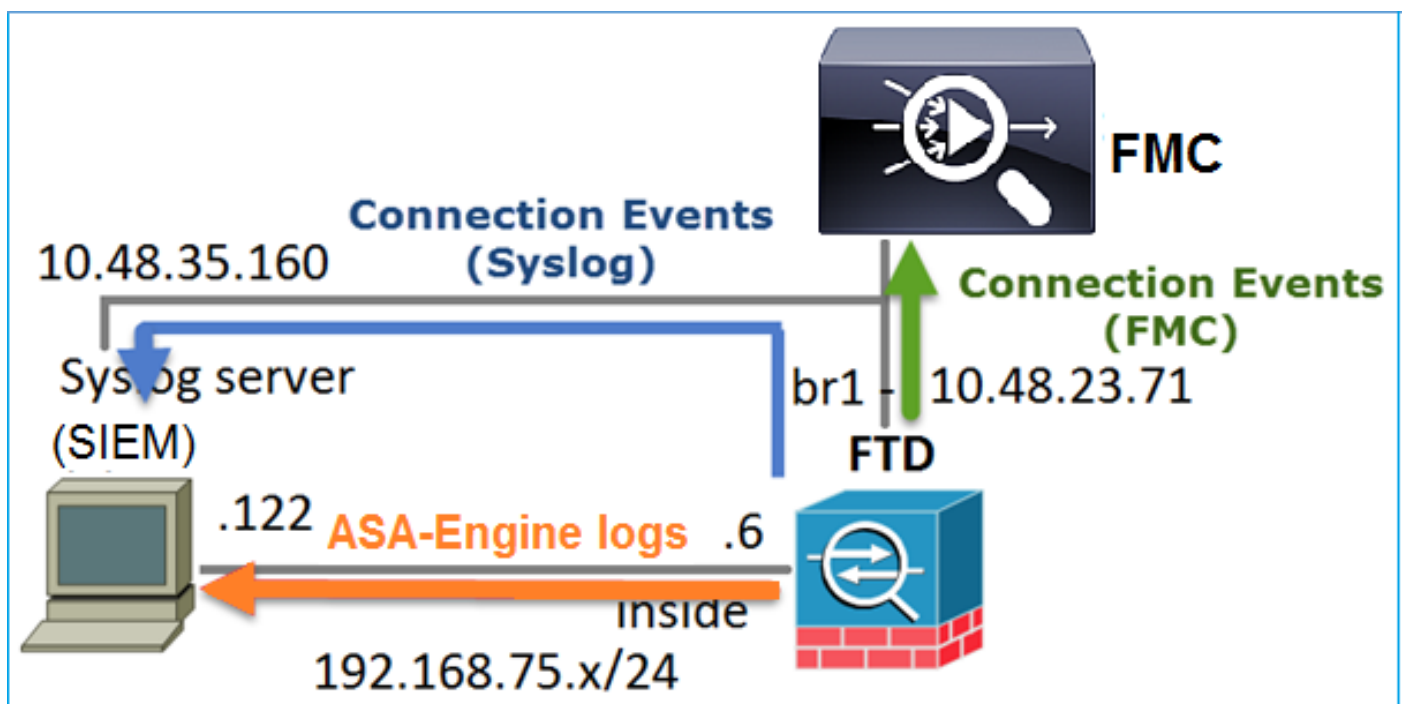 FMC
Connection Events
(Syslog)
10.48.35.160
Connection Events
(FMC)
Syslog server
(SIEM)
br1 - 10.48.23.71
FTD
.122
ASA-Engine logs
.6
inside
192.168.75.x/24